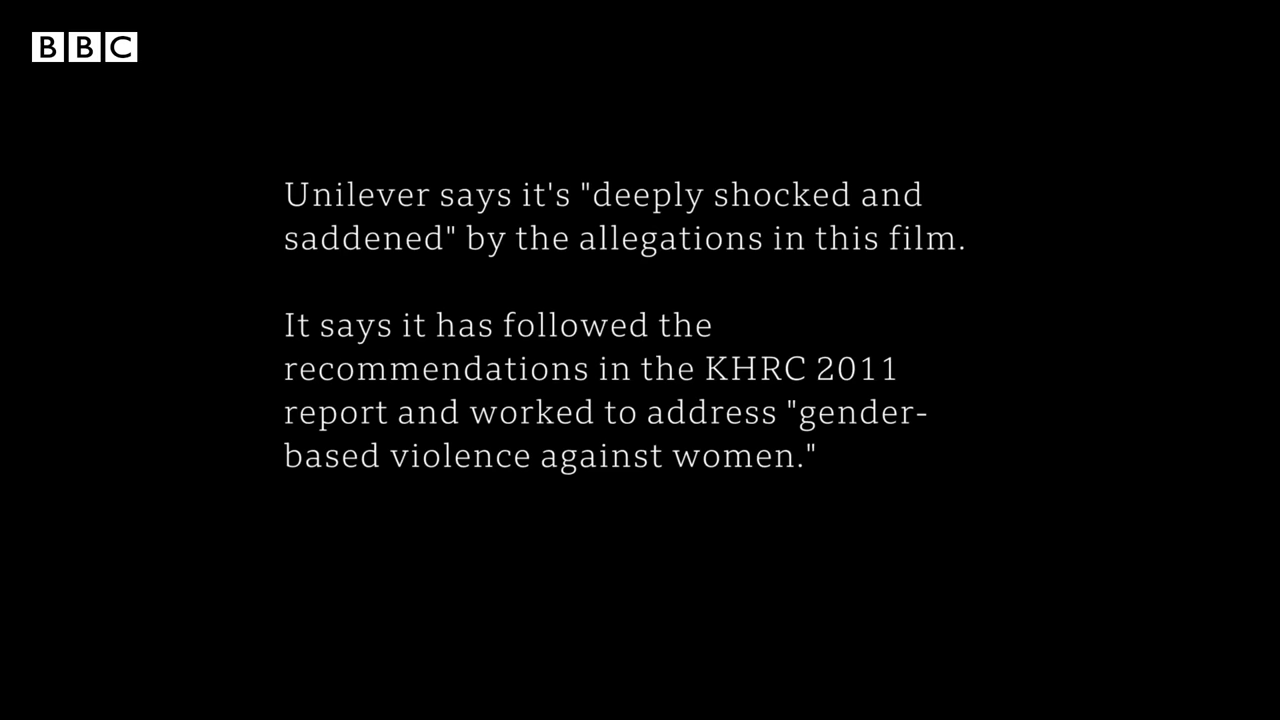 BBC
Unilever says it's "deeply shocked and
saddened" by the allegations in this film.
It says it has followed the
recommendations in the KHRC 2011
report and worked to address "gender-
based violence against women."